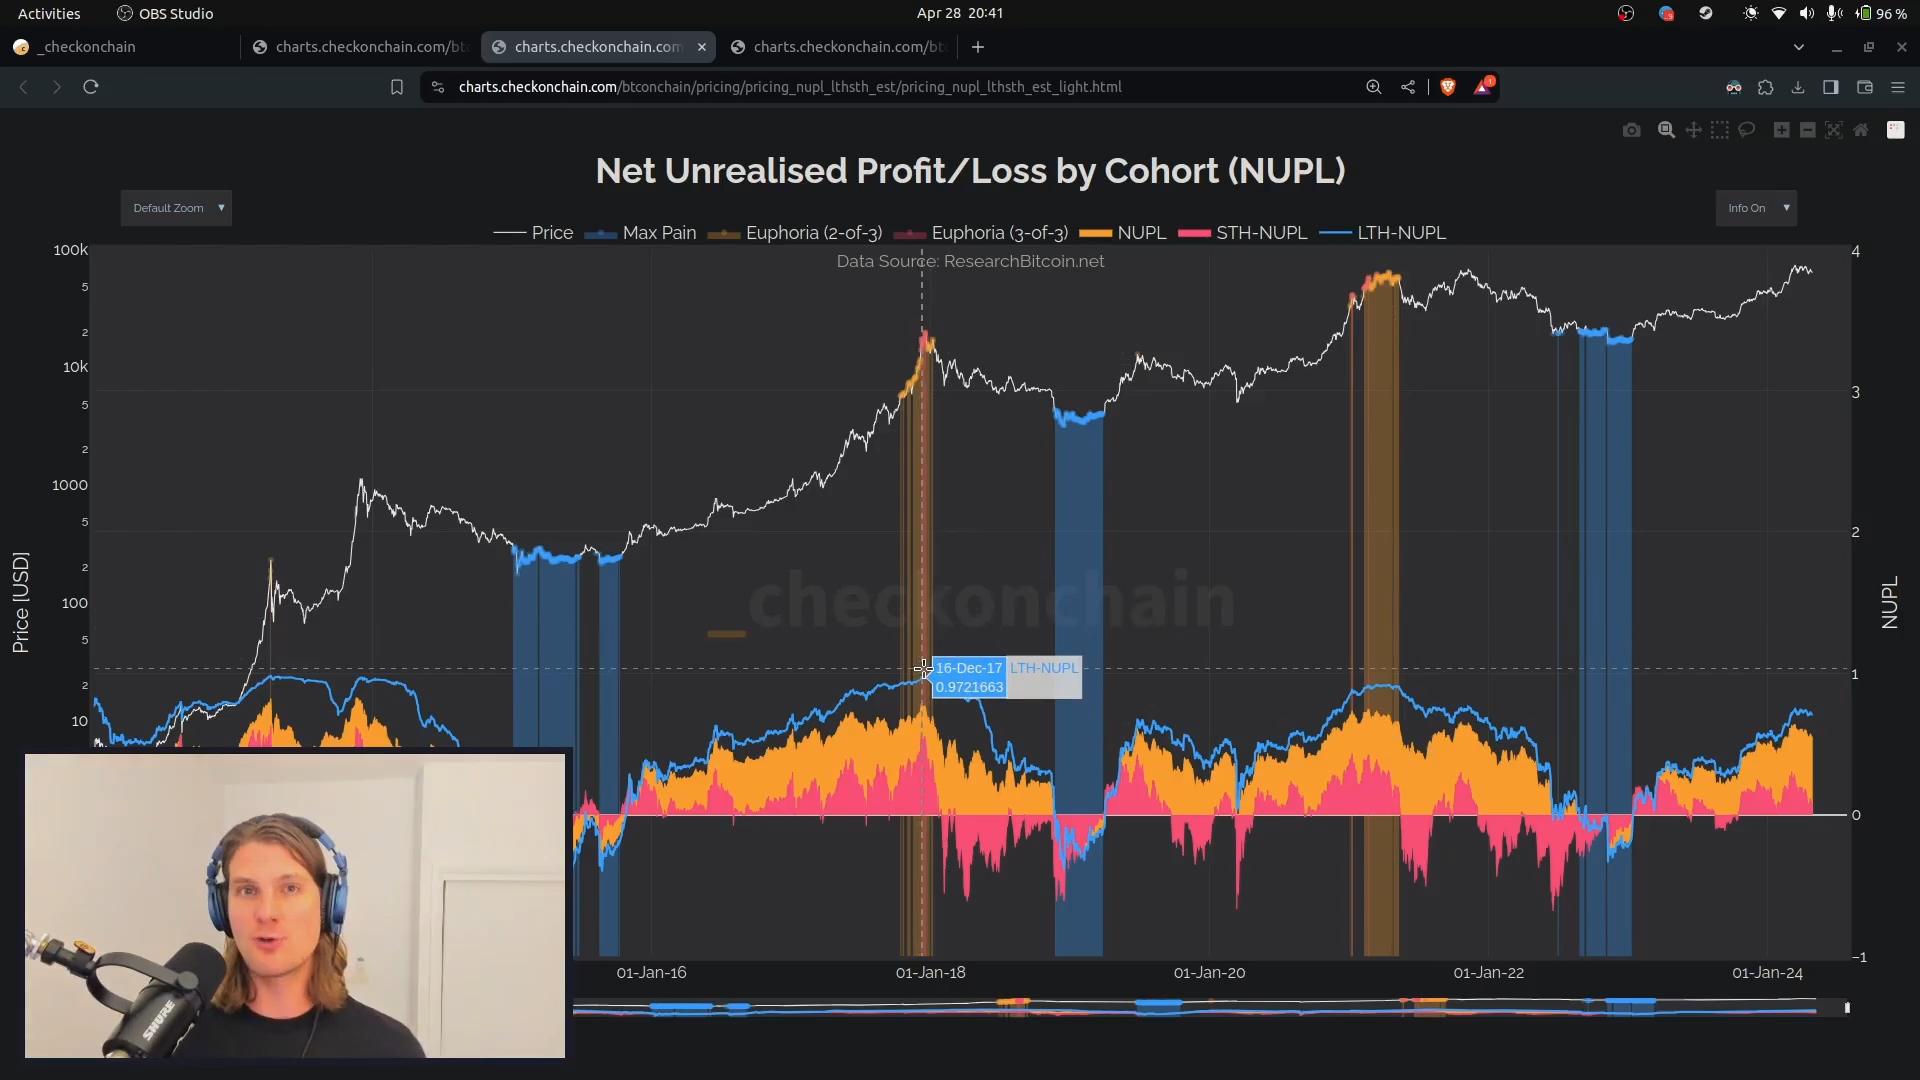 Activities
OBS Studio
Apr 28 20:41
96 %
_checkonchain
charts.checkonchain.com/btc
charts.checkonchain.com
charts.checkonchain.com/btc
charts.checkonchain.com/btconchain/pricing/pricing_nupl_lthsth_est/pricing_nupl_lthsth_est_light.html
1
Net Unrealised Profit/Loss by Cohort (NUPL)
Default Zoom
Info On
Price
Max Pain
Euphoria (2-of-3)
Euphoria (3-of-3)
NUPL
STH-NUPL
LTH-NUPL
Data Source: ResearchBitcoin.net
100k
5
2
10k
5
2
1000
5
2
100
5
2
10
Price [USD]
4
3
2
1
0
−1
NUPL
_checkonchain
16-Dec-17
0.9721663
LTH-NUPL
01-Jan-16
01-Jan-18
01-Jan-20
01-Jan-22
01-Jan-24
SHURE